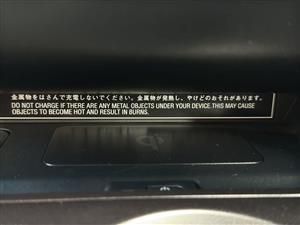 金属物をはさんで充電しないでください。金属物が発熱し、やけどのおそれがあります。
DO NOT CHARGE IF THERE ARE ANY METAL OBJECTS UNDER YOUR DEVICE.THIS MAY CAUSE
OBJECTS TO BECOME HOT AND RESULT IN BURNS.